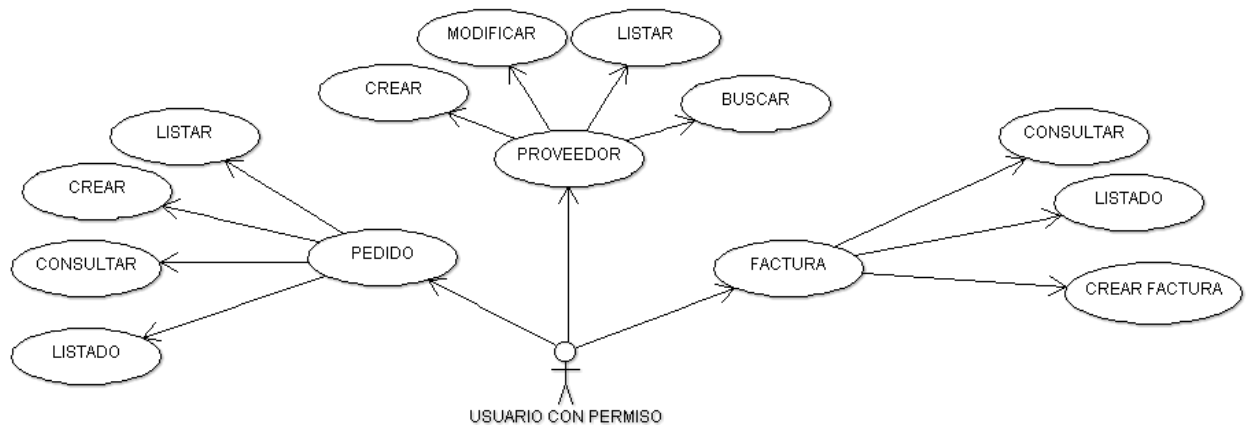 MODIFICAR
LISTAR
CREAR
BUSCAR
LISTAR
CONSULTAR
PROVEEDOR
CREAR
LISTADO
PEDIDO
CONSULTAR
FACTURA
CREAR FACTURA
LISTADO
USUARIO CON PERMISO